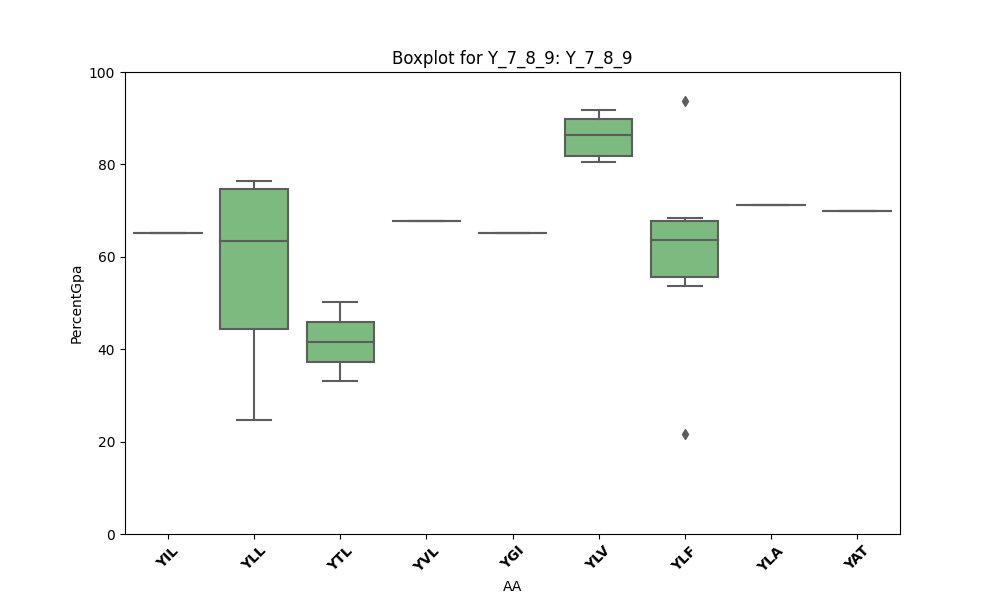 Boxplot for Y_7_8_9: Y_7_8_9
PercentGpa
100
80
60
40
20
0
YIL YLL YTL YVL YGI YLV YLF YLA YAT
AA